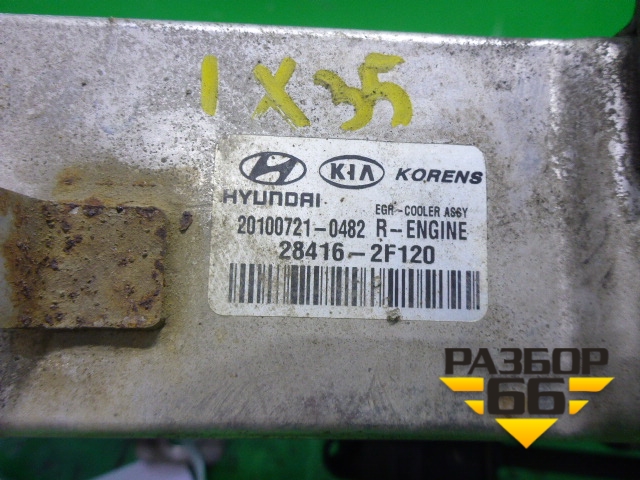 IX35
HYUNDAI KIA KORENS
EGR-COOLER ASSY
20100721-0482 R-ENGINE
28416-2F120
РАЗБОР
66